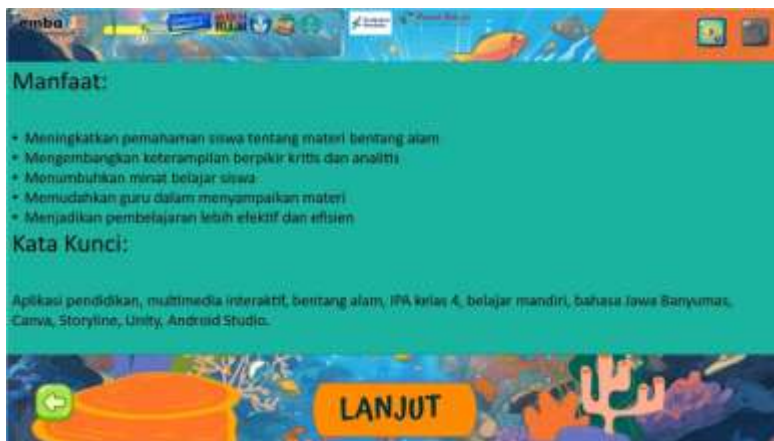 emba
Manfaat:
• Meningkatkan pemahaman siswa tentang materi bentang alam
• Mengembangkan keterampilan berpikir kritis dan analitis
• Menumbuhkan minat belajar siswa
• Memudahkan guru dalam menyampaikan materi
• Menjadikan pembelajaran lebih efektif dan efisien
Kata Kunci:
Aplikasi pendidikan, multimedia interaktif, bentang alam, IPA kelas 4, belajar mandiri, bahasa Jawa Banyumas,
Canva, Storyline, Unity, Android Studio.
LANJUT